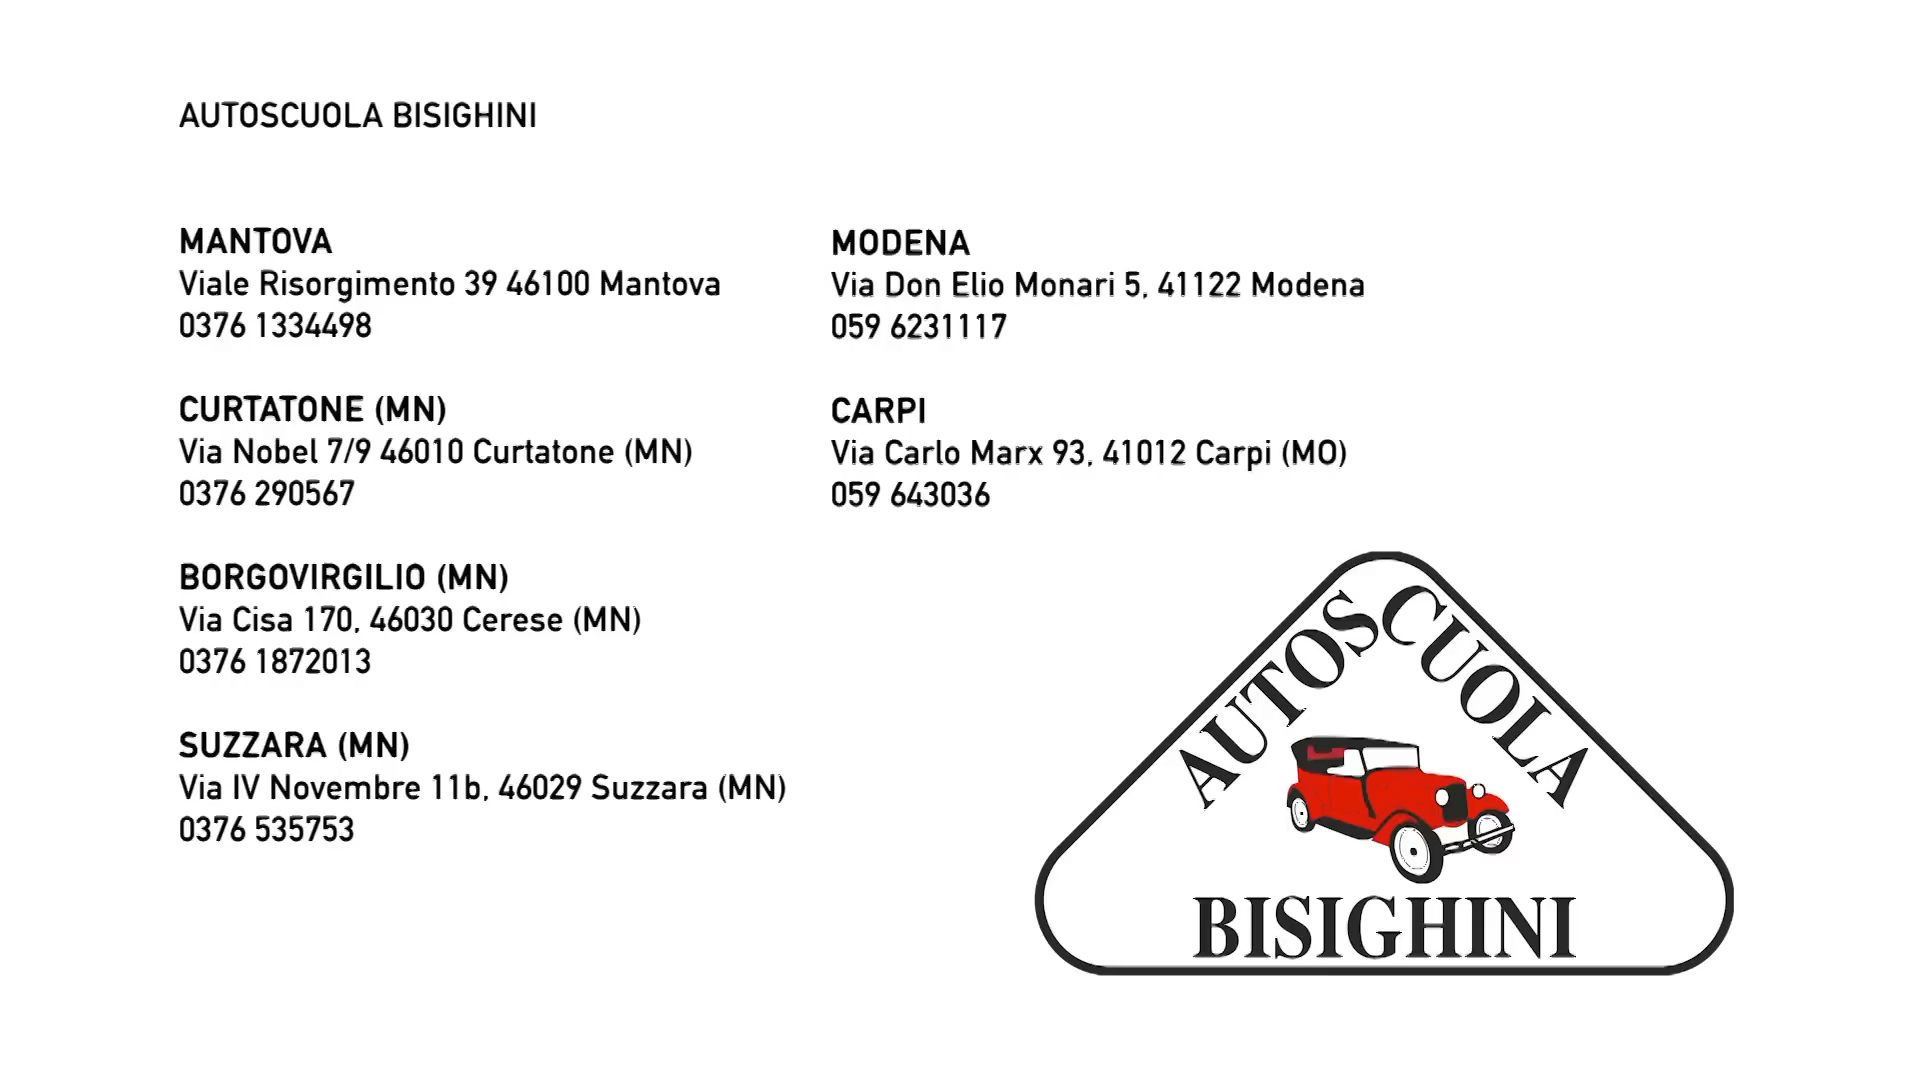 AUTOSCUOLA BISIGHINI
MANTOVA
Viale Risorgimento 39 46100 Mantova
0376 1334498
CURTATONE (MN)
Via Nobel 7/9 46010 Curtatone (MN)
0376 290567
BORGOVIRGILIO (MN)
Via Cisa 170, 46030 Cerese (MN)
0376 1872013
SUZZARA (MN)
Via IV Novembre 11b, 46029 Suzzara (MN)
0376 535753
MODENA
Via Don Elio Monari 5, 41122 Modena
059 6231117
CARPI
Via Carlo Marx 93, 41012 Carpi (MO)
059 643036
AUTOSCUOLA
BISIGHINI